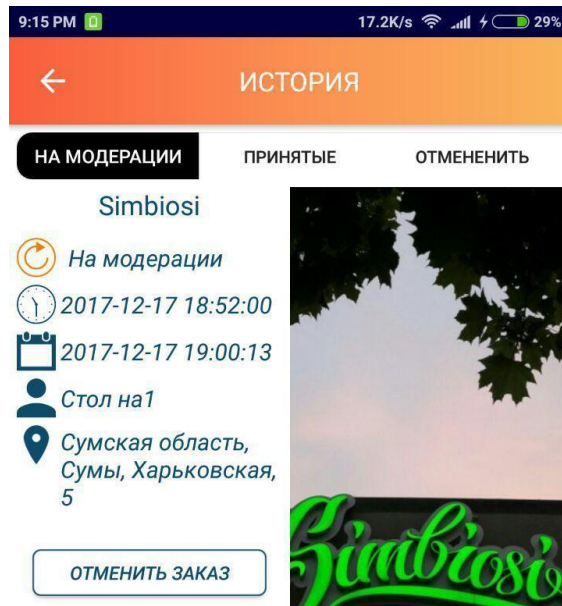 9:15 PM 17.2K/s 29%
ИСТОРИЯ
НА МОДЕРАЦИИ ПРИНЯТЫЕ ОТМЕНЕНИТЬ
Simbiosi
На модерации
2017-12-17 18:52:00
2017-12-17 19:00:13
Стол на1
Сумская область,
Сумы, Харьковская,
5
ОТМЕНИТЬ ЗАКАЗ
Simbiosi